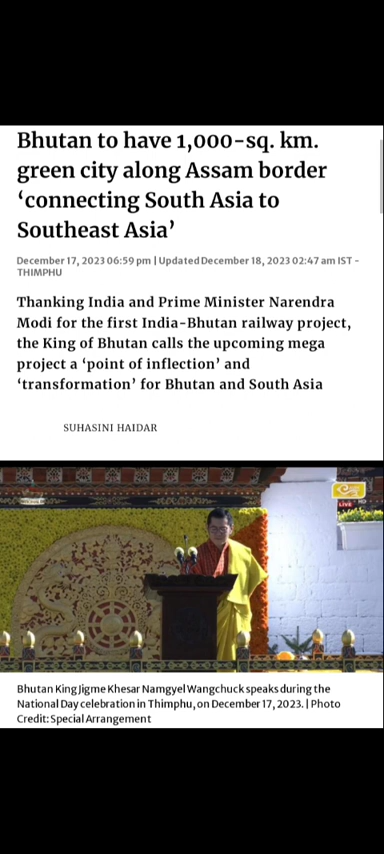 Bhutan to have 1,000-sq. km.
green city along Assam border
‘connecting South Asia to
Southeast Asia’
December 17, 2023 06:59 pm | Updated December 18, 2023 02:47 am IST -
THIMPHU
Thanking India and Prime Minister Narendra
Modi for the first India-Bhutan railway project,
the King of Bhutan calls the upcoming mega
project a ‘point of inflection’ and
‘transformation’ for Bhutan and South Asia
SUHASINI HAIDAR
LIVE
Bhutan King Jigme Khesar Namgyel Wangchuck speaks during the
National Day celebration in Thimphu, on December 17, 2023. | Photo
Credit: Special Arrangement